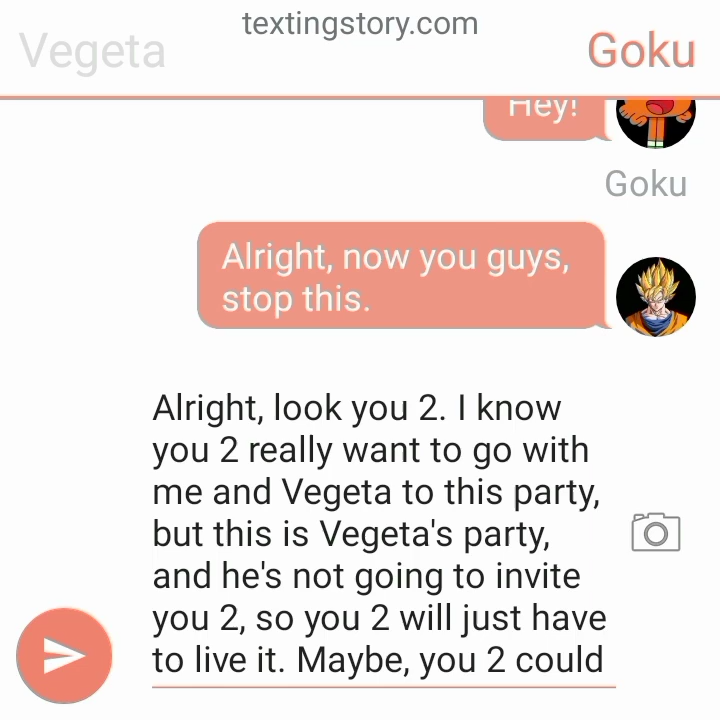 textingstory.com
Vegeta
Goku
Hey!
Goku
Alright, now you guys,
stop this.
Alright, look you 2. I know
you 2 really want to go with
me and Vegeta to this party,
but this is Vegeta's party,
and he's not going to invite
you 2, so you 2 will just have
to live it. Maybe, you 2 could